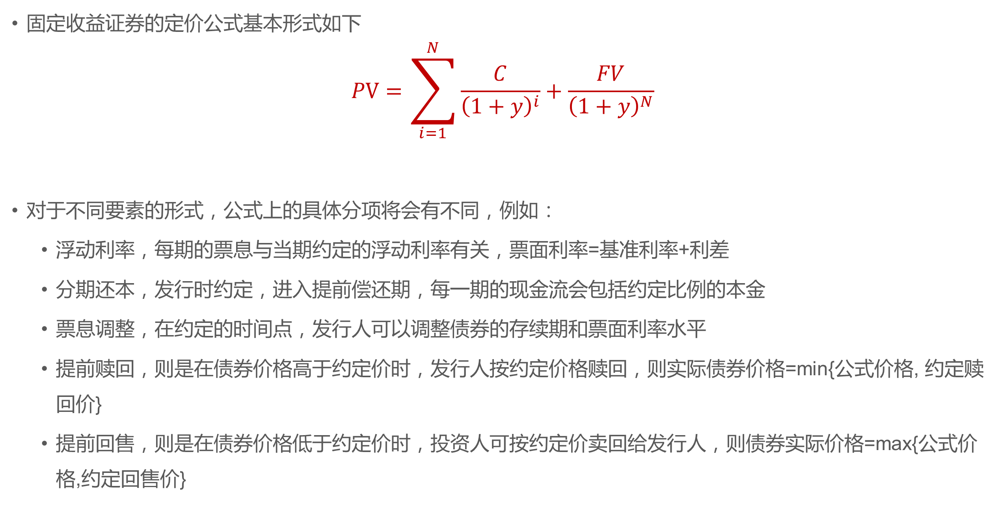 • 固定收益证券的定价公式基本形式如下
PV = \sum_{i=1}^{N} \frac{C}{(1+y)^i} + \frac{FV}{(1+y)^N}
• 对于不同要素的形式，公式上的具体分项将会有不同，例如：
• 浮动利率，每期的票息与当期约定的浮动利率有关，票面利率=基准利率+利差
• 分期还本，发行时约定，进入提前偿还期，每一期的现金流会包括约定比例的本金
• 票息调整，在约定的时间点，发行人可以调整债券的存续期和票面利率水平
• 提前赎回，则是在债券价格高于约定价时，发行人按约定价格赎回，则实际债券价格=min{公式价格, 约定赎
回价}
• 提前回售，则是在债券价格低于约定价时，投资人可按约定价卖回给发行人，则债券实际价格=max{公式价
格,约定回售价}